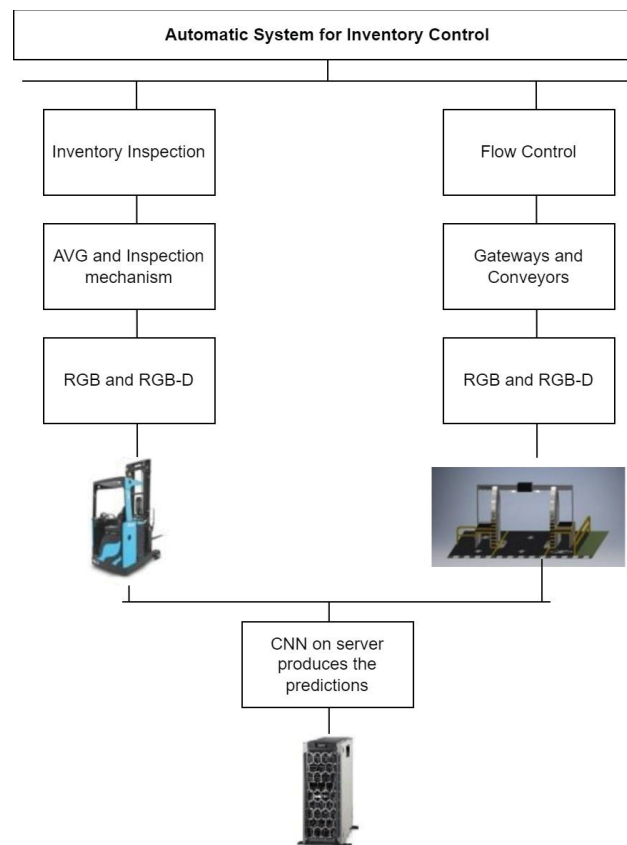 Automatic System for Inventory Control
Inventory Inspection
Flow Control
AVG and Inspection
mechanism
Gateways and
Conveyors
RGB and RGB-D
RGB and RGB-D
CNN on server
produces the
predictions